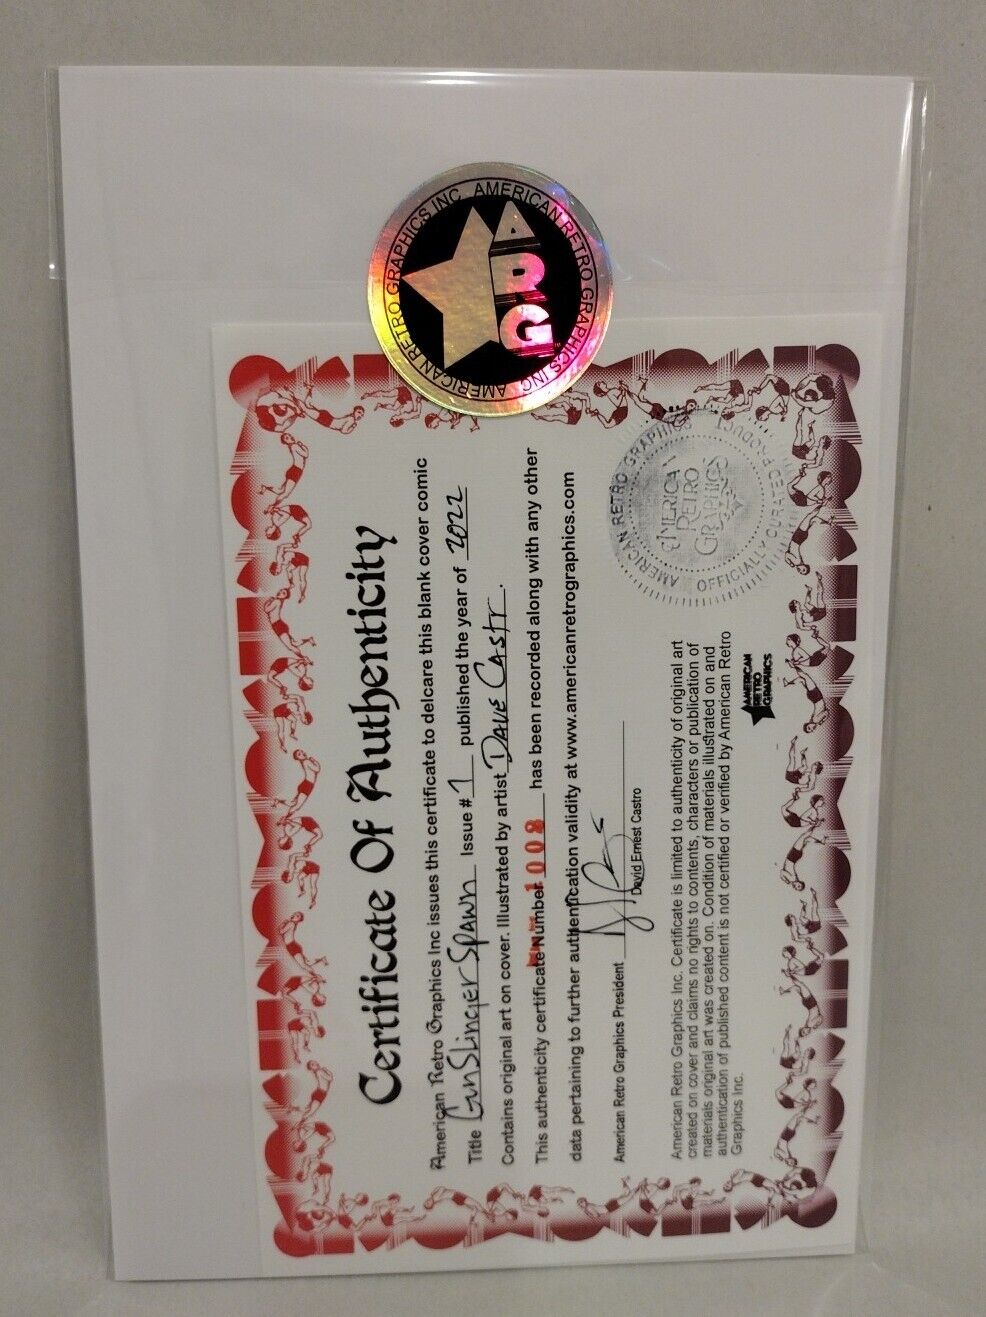 AMERICAN RETRO GRAPHICS INC. AMERICAN RETRO GRAPHICS INC.
ARG
Certificate Of Authenticity
American Retro Graphics Inc issues this certificate to delcare this blank cover comic
Title GunSlinger Spawn Issue # 1 published the year of 2022
Contains original art on cover. Illustrated by artist Dave Castr.
This authenticity certificate Number 1008 has been recorded along with any other
data pertaining to further authentication validity at www.americanretrographics.com
American Retro Graphics President
David Ernest Castro
AMERICAN RETRO GRAPHICS
OFFICIALLY CURATED PRODUCT
AMERICAN
RETRO
GRAPHICS
American Retro Graphics Inc. Certificate is limited to authenticity of original art
created on cover and claims no rights to contents, characters or publication of
materials original art was created on. Condition of materials illustrated on and
authentication of published content is not certified or verified by American Retro
Graphics Inc.
AMERICAN
RETRO
GRAPHICS